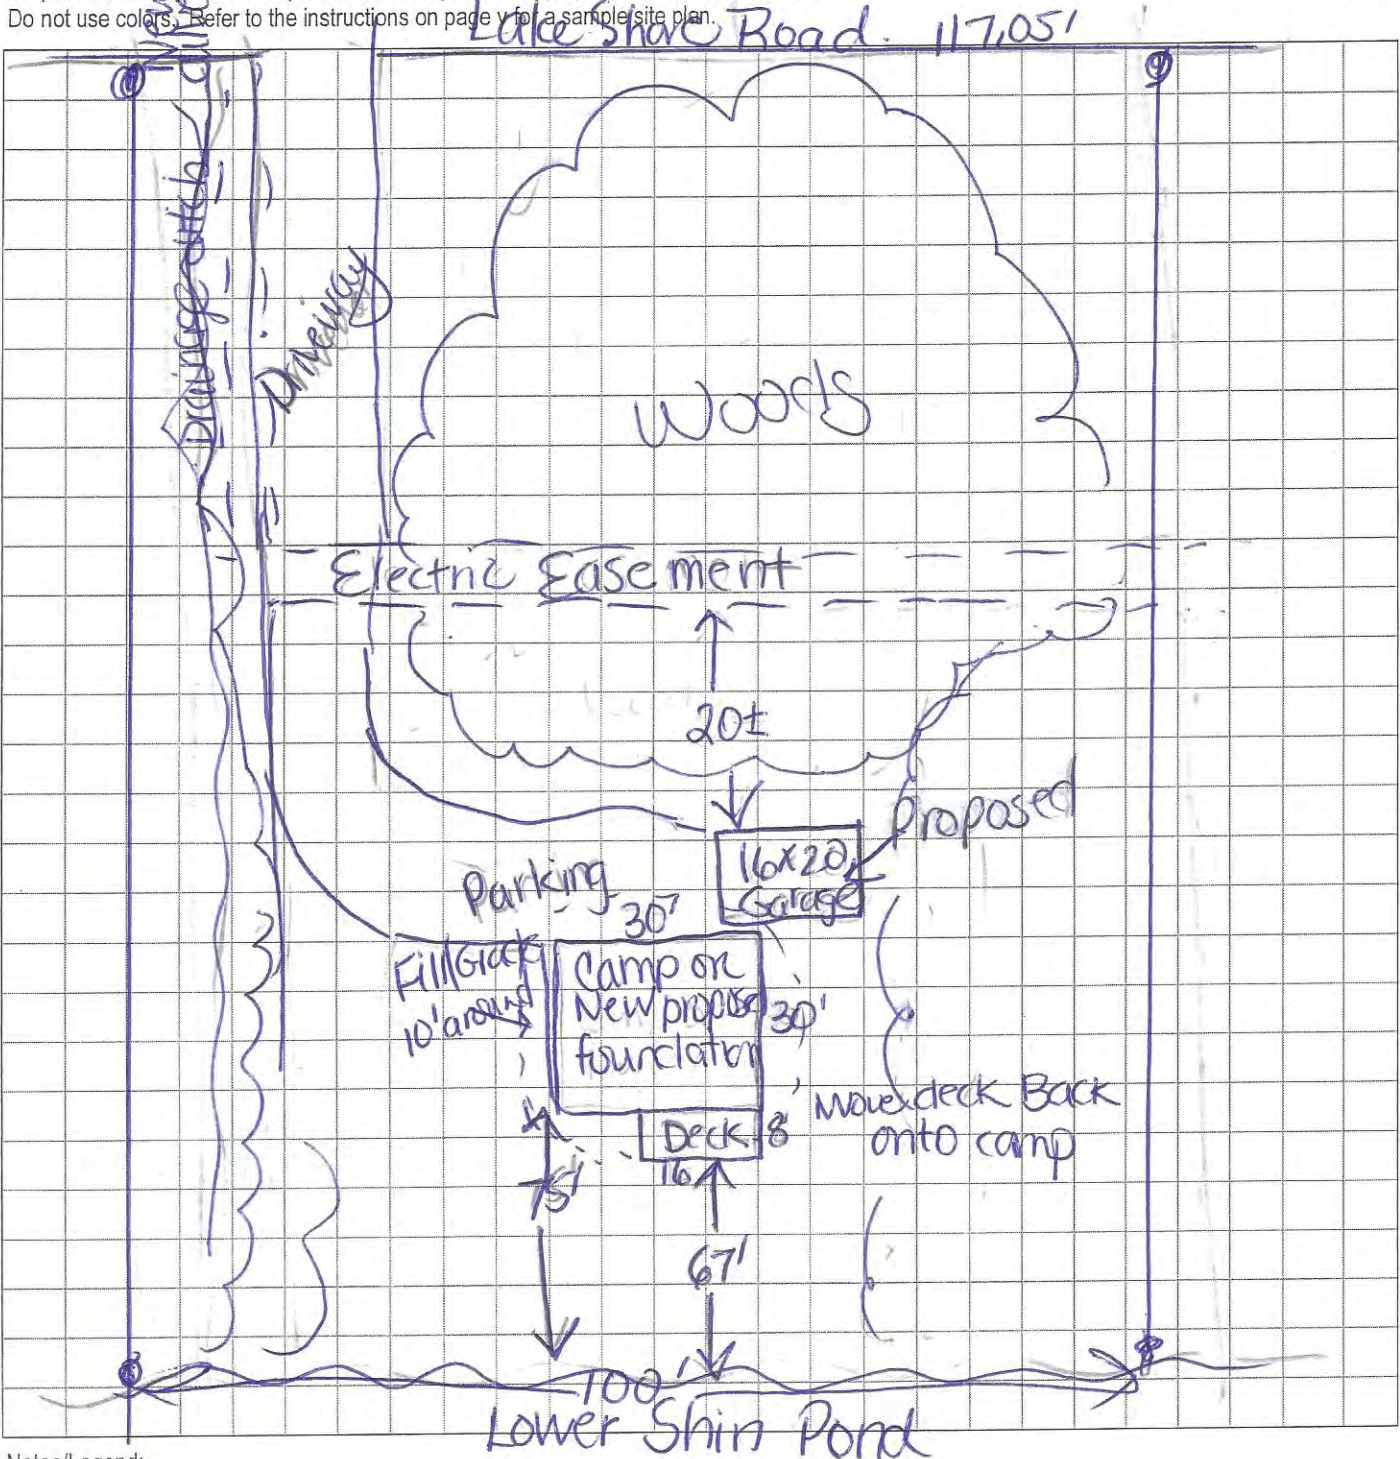 Do not use colors. Refer to the instructions on page v for a sample site plan.
Lake Shore Road. 117.05'
Drainage ditch
Driveway
Woods
Electric Easement
20±
Proposed
16x20
Garage
Parking
30'
Fill/Grade
10' around
Camp on
New proposed
foundation
30'
Move deck Back
onto camp
Deck
8'
16
75'
67'
100'
Lower Shin Pond
Notes/Legend: